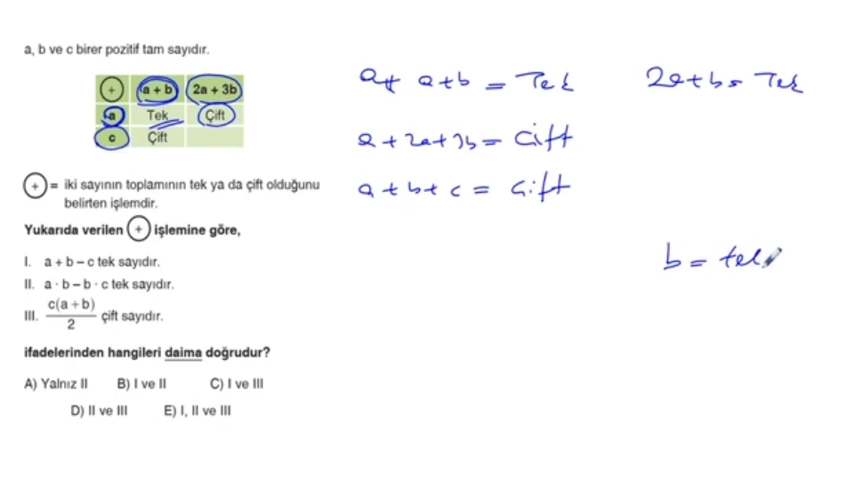 a, b ve c birer pozitif tam sayıdır.
+ a + b 2a + 3b
a Tek Çift
c Çift
+ = iki sayının toplamının tek ya da çift olduğunu
belirten işlemdir.
Yukarıda verilen + işlemine göre,
I. a + b – c tek sayıdır.
II. a · b – b · c tek sayıdır.
III. c(a + b)/2 çift sayıdır.
ifadelerinden hangileri daima doğrudur?
A) Yalnız II B) I ve II C) I ve III
D) II ve III E) I, II ve III
a + a+b = Tek
2a+b = Tek
a + 2a+3b = Çift
a + b + c = Çift
b = tek